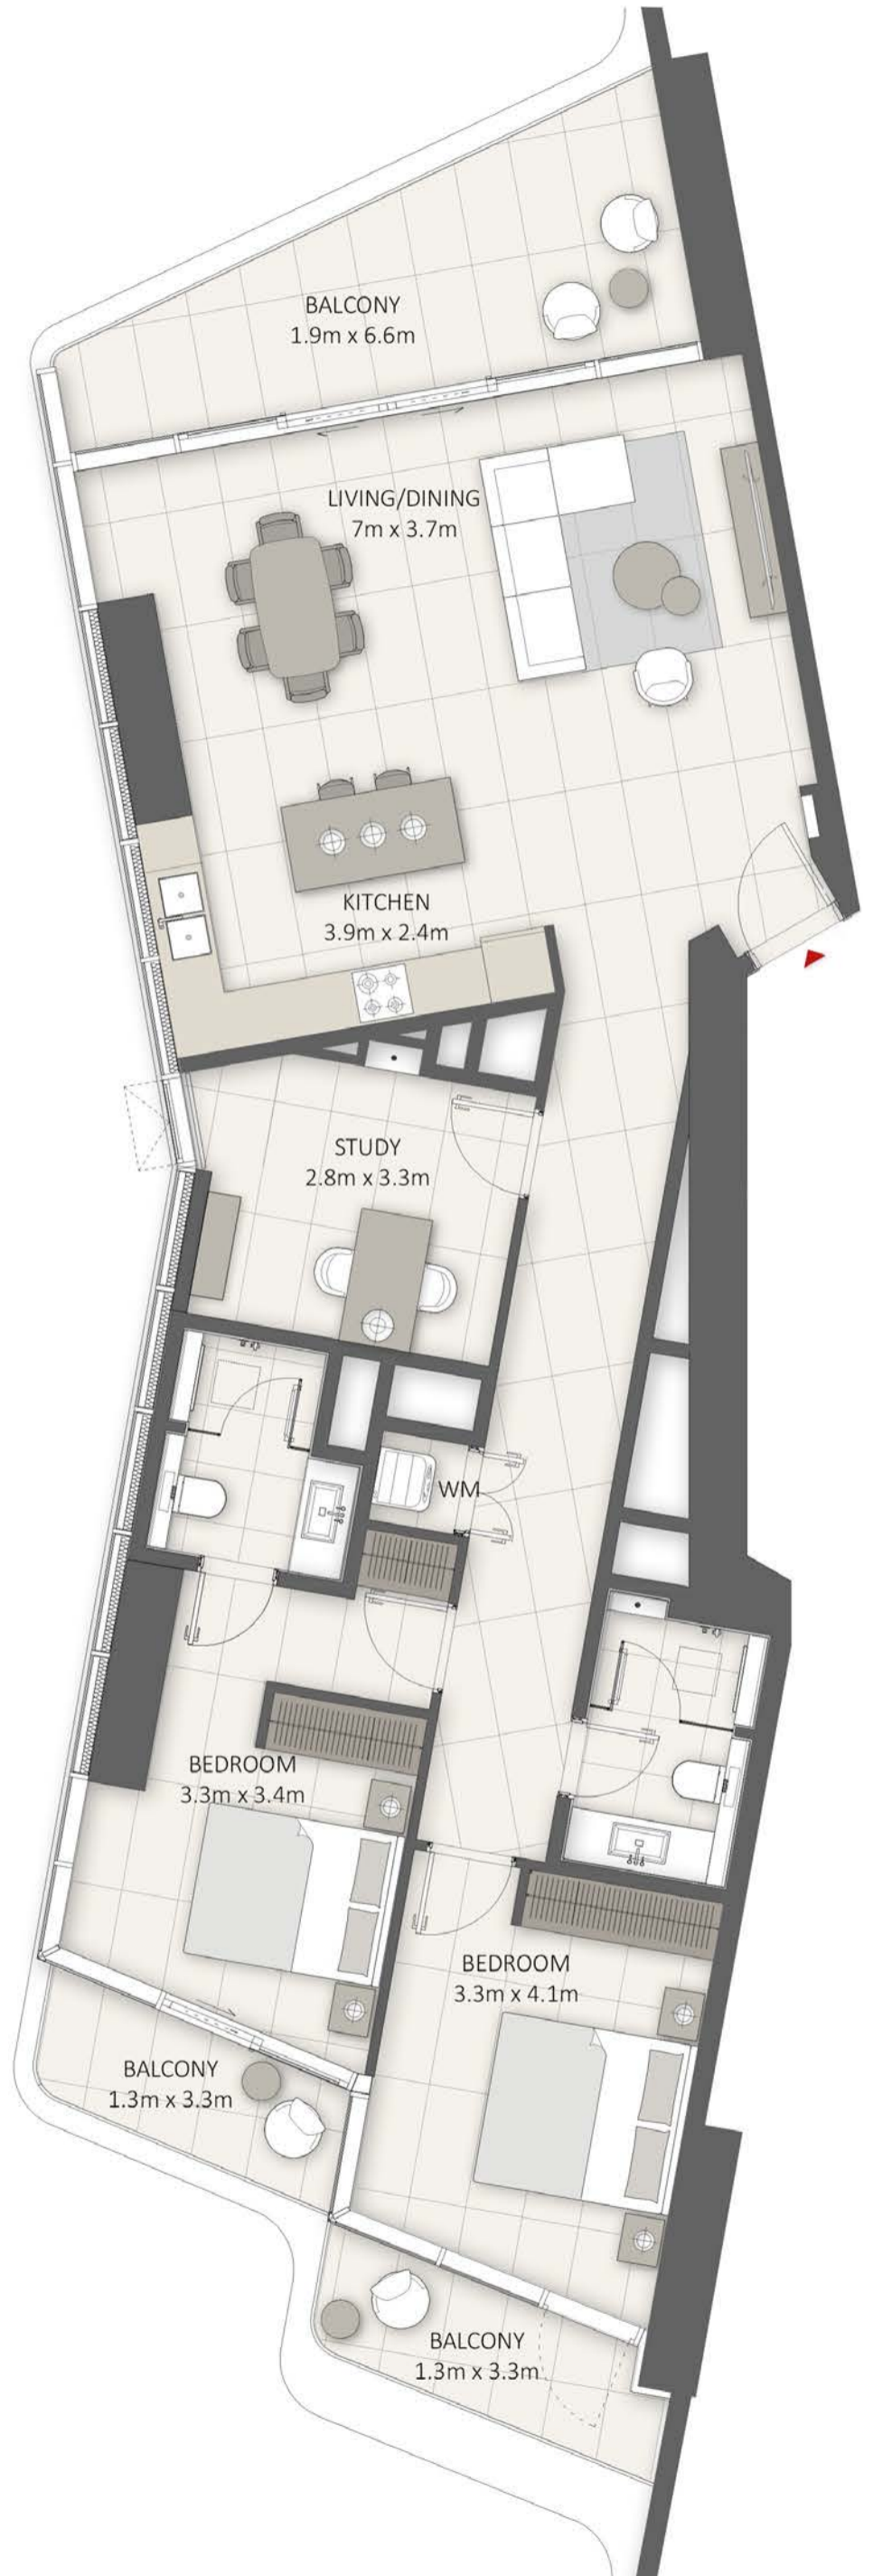 BALCONY
1.9m x 6.6m
LIVING/DINING
7m x 3.7m
KITCHEN
3.9m x 2.4m
STUDY
2.8m x 3.3m
WM
BEDROOM
3.3m x 3.4m
BEDROOM
3.3m x 4.1m
BALCONY
1.3m x 3.3m
BALCONY
1.3m x 3.3m